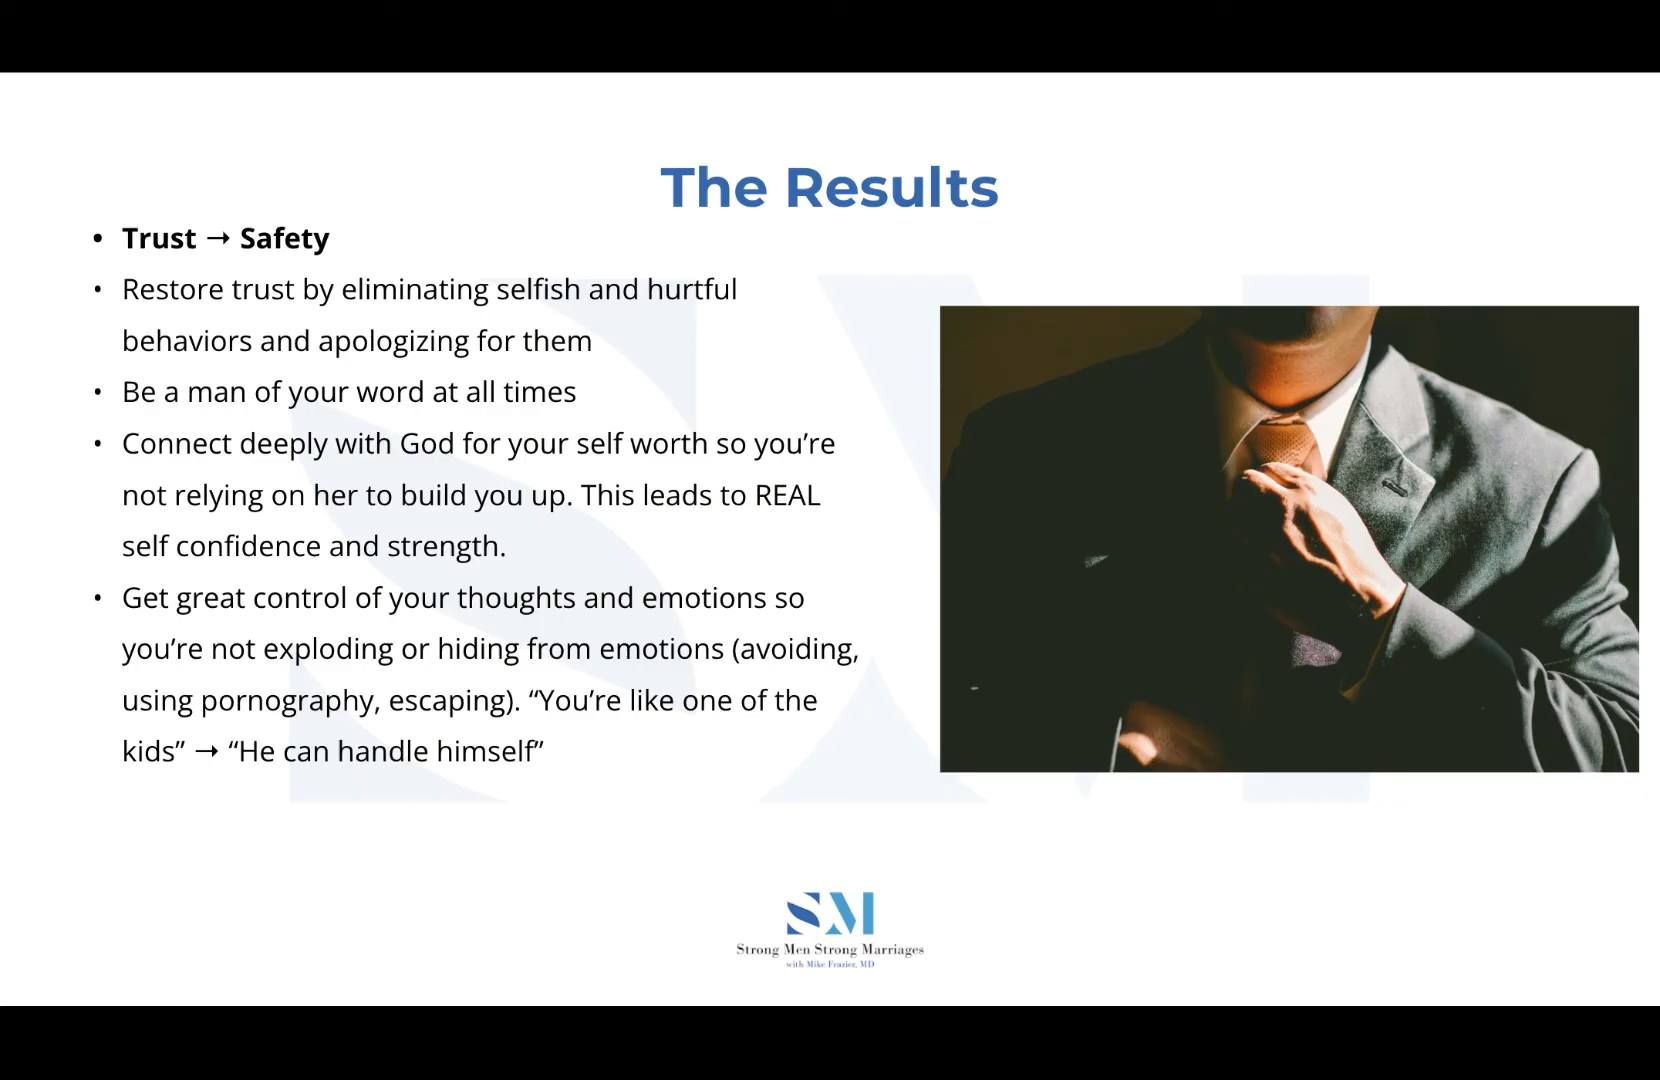 The Results
• Trust → Safety
• Restore trust by eliminating selfish and hurtful
behaviors and apologizing for them
• Be a man of your word at all times
• Connect deeply with God for your self worth so you’re
not relying on her to build you up. This leads to REAL
self confidence and strength.
• Get great control of your thoughts and emotions so
you’re not exploding or hiding from emotions (avoiding,
using pornography, escaping). “You’re like one of the
kids” → “He can handle himself”
SM
Strong Men Strong Marriages
with Mike Frazier, MD